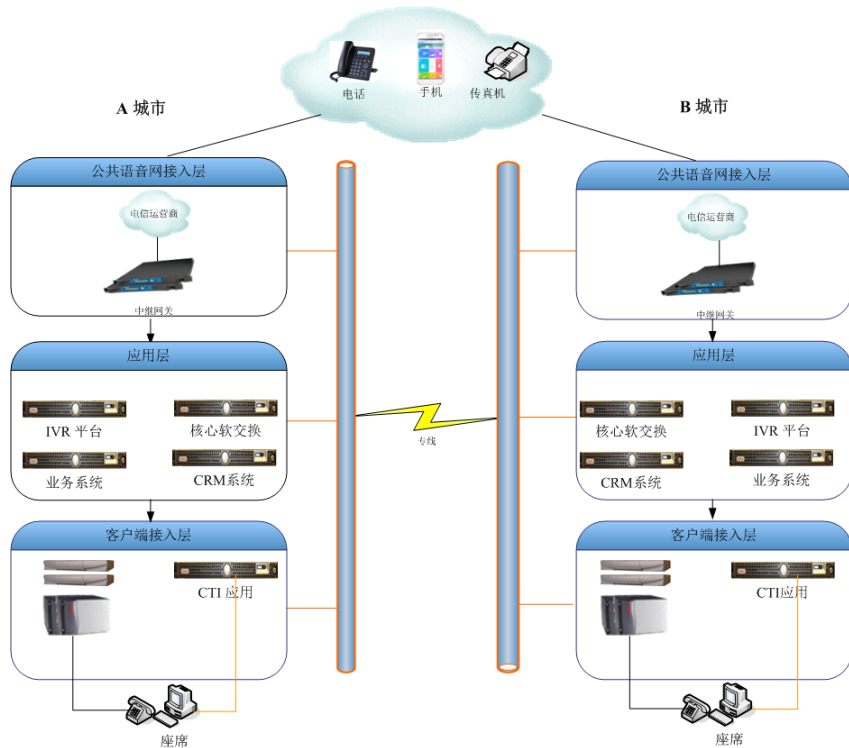 电话
手机
传真机
A 城市
B 城市
公共语音网接入层
电信运营商
中继网关
应用层
IVR 平台
核心软交换
业务系统
CRM系统
客户端接入层
CTI 应用
座席
专线
公共语音网接入层
电信运营商
中继网关
应用层
核心软交换
IVR 平台
CRM系统
业务系统
客户端接入层
CTI应用
座席